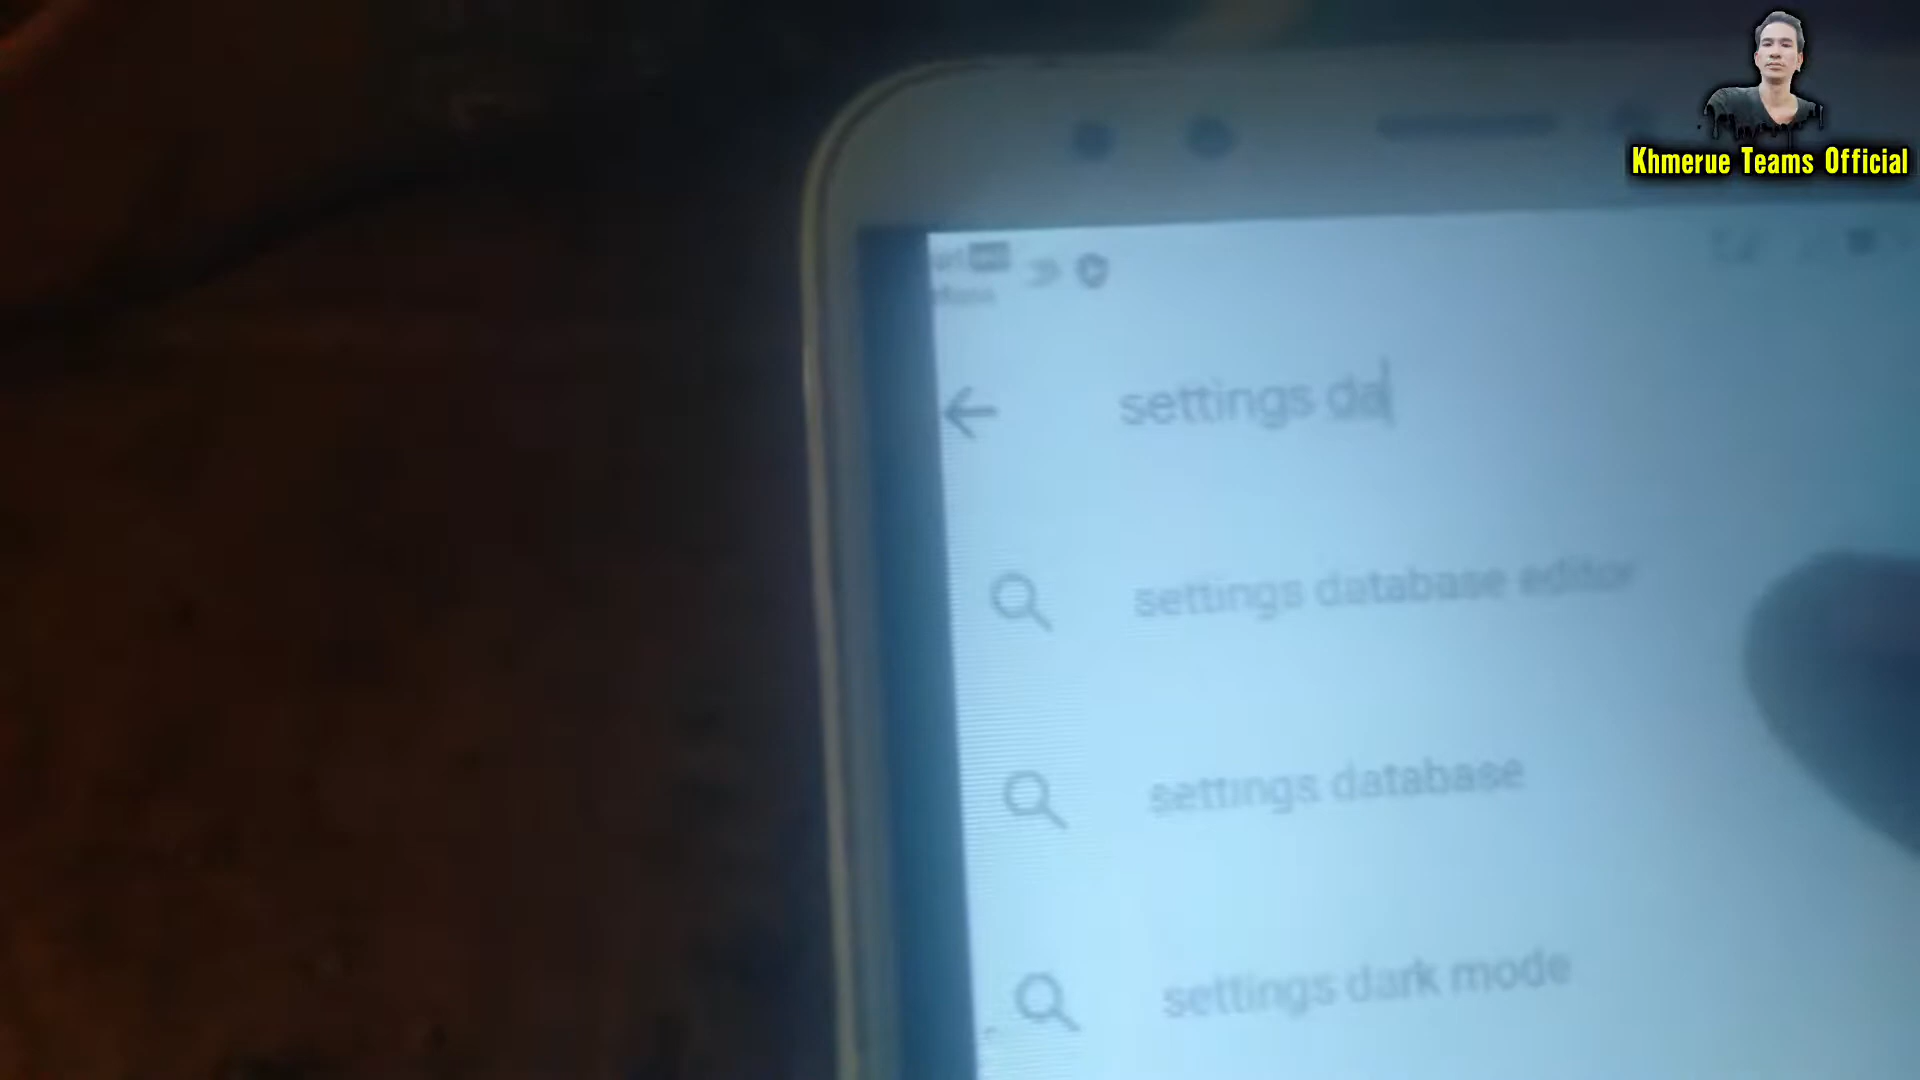 Khmerue Teams Official
settings da
settings database editor
settings database
settings dark mode